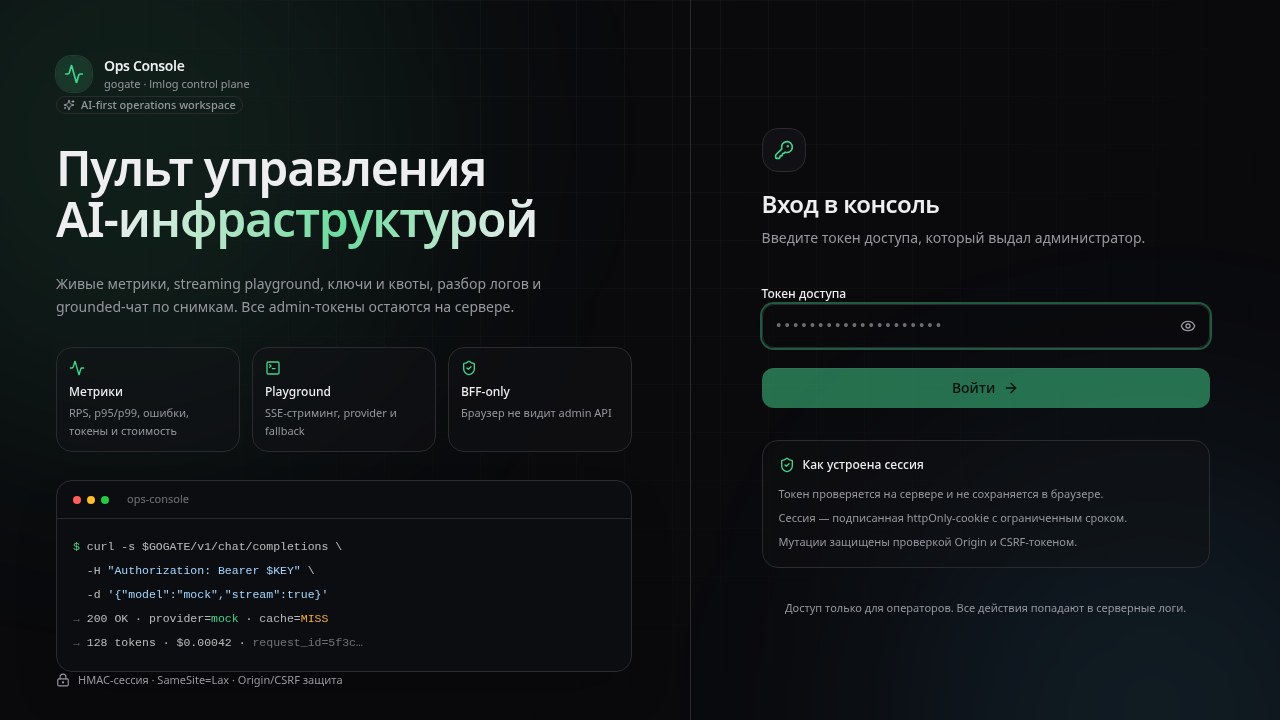 Ops Console
gogate · lmlog control plane
AI-first operations workspace
Пульт управления
AI-инфраструктурой
Живые метрики, streaming playground, ключи и квоты, разбор логов и
grounded-чат по снимкам. Все admin-токены остаются на сервере.
Метрики
RPS, p95/p99, ошибки,
токены и стоимость
Playground
SSE-стриминг, provider и
fallback
BFF-only
Браузер не видит admin API
ops-console
$ curl -s $GOGATE/v1/chat/completions \
-H "Authorization: Bearer $KEY" \
-d '{"model":"mock","stream":true}'
→ 200 OK · provider=mock · cache=MISS
→ 128 tokens · $0.00042 · request_id=5f3c…
HMAC-сессия · SameSite=Lax · Origin/CSRF защита
Вход в консоль
Введите токен доступа, который выдал администратор.
Токен доступа
••••••••••••••••••••
Войти →
Как устроена сессия
Токен проверяется на сервере и не сохраняется в браузере.
Сессия — подписанная httpOnly-cookie с ограниченным сроком.
Мутации защищены проверкой Origin и CSRF-токеном.
Доступ только для операторов. Все действия попадают в серверные логи.